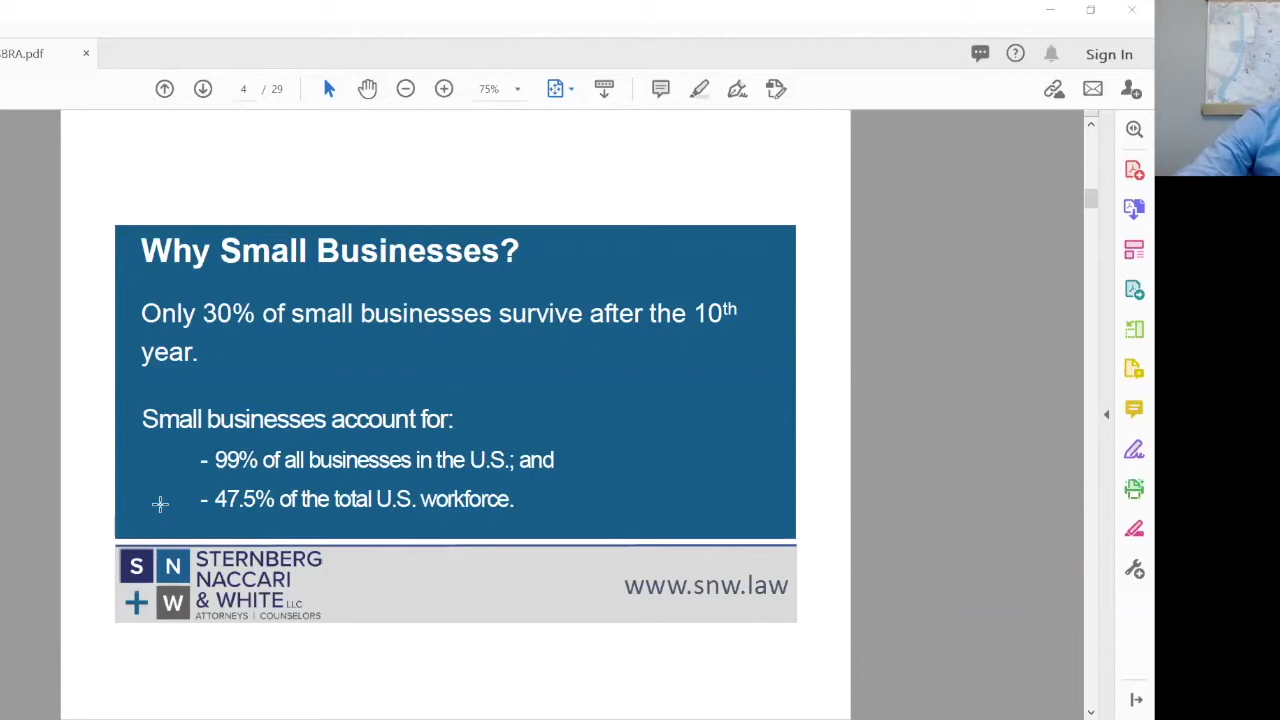 SBRA.pdf
Sign In
4 / 29
75%
Why Small Businesses?
Only 30% of small businesses survive after the 10th
year.
Small businesses account for:
- 99% of all businesses in the U.S.; and
- 47.5% of the total U.S. workforce.
S N
+ W
STERNBERG
NACCARI
& WHITE LLC
ATTORNEYS | COUNSELORS
www.snw.law